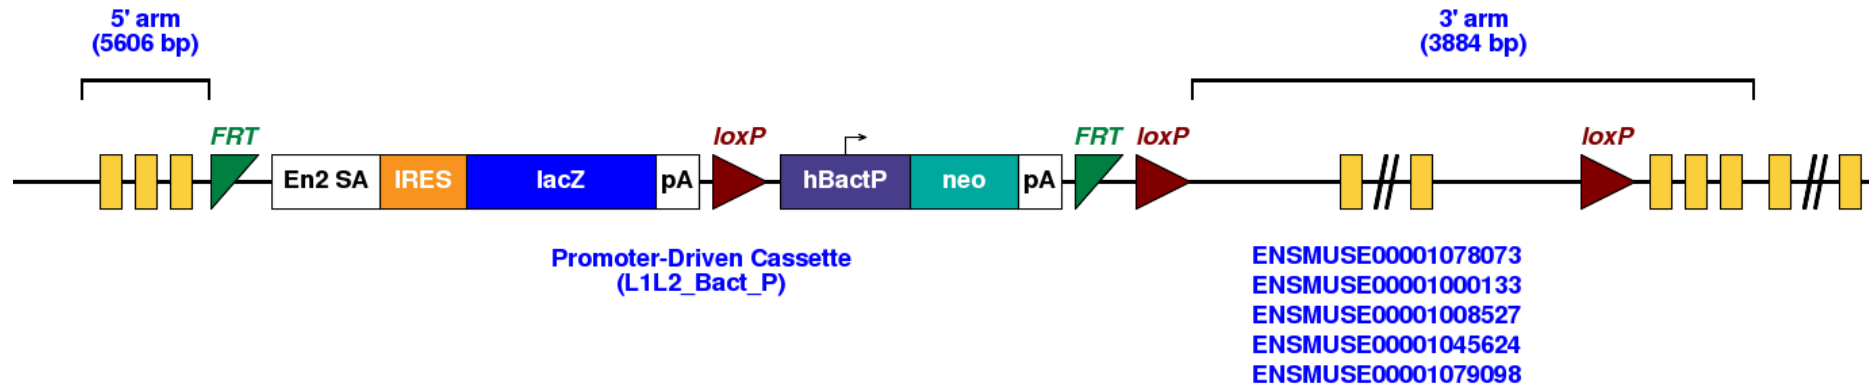 5' arm
(5606 bp)
3' arm
(3884 bp)
FRT
loxP
FRT
loxP
loxP
En2 SA
IRES
lacZ
pA
hBactP
neo
pA
Promoter-Driven Cassette
(L1L2_Bact_P)
ENSMUSE00001078073
ENSMUSE00001000133
ENSMUSE00001008527
ENSMUSE00001045624
ENSMUSE00001079098